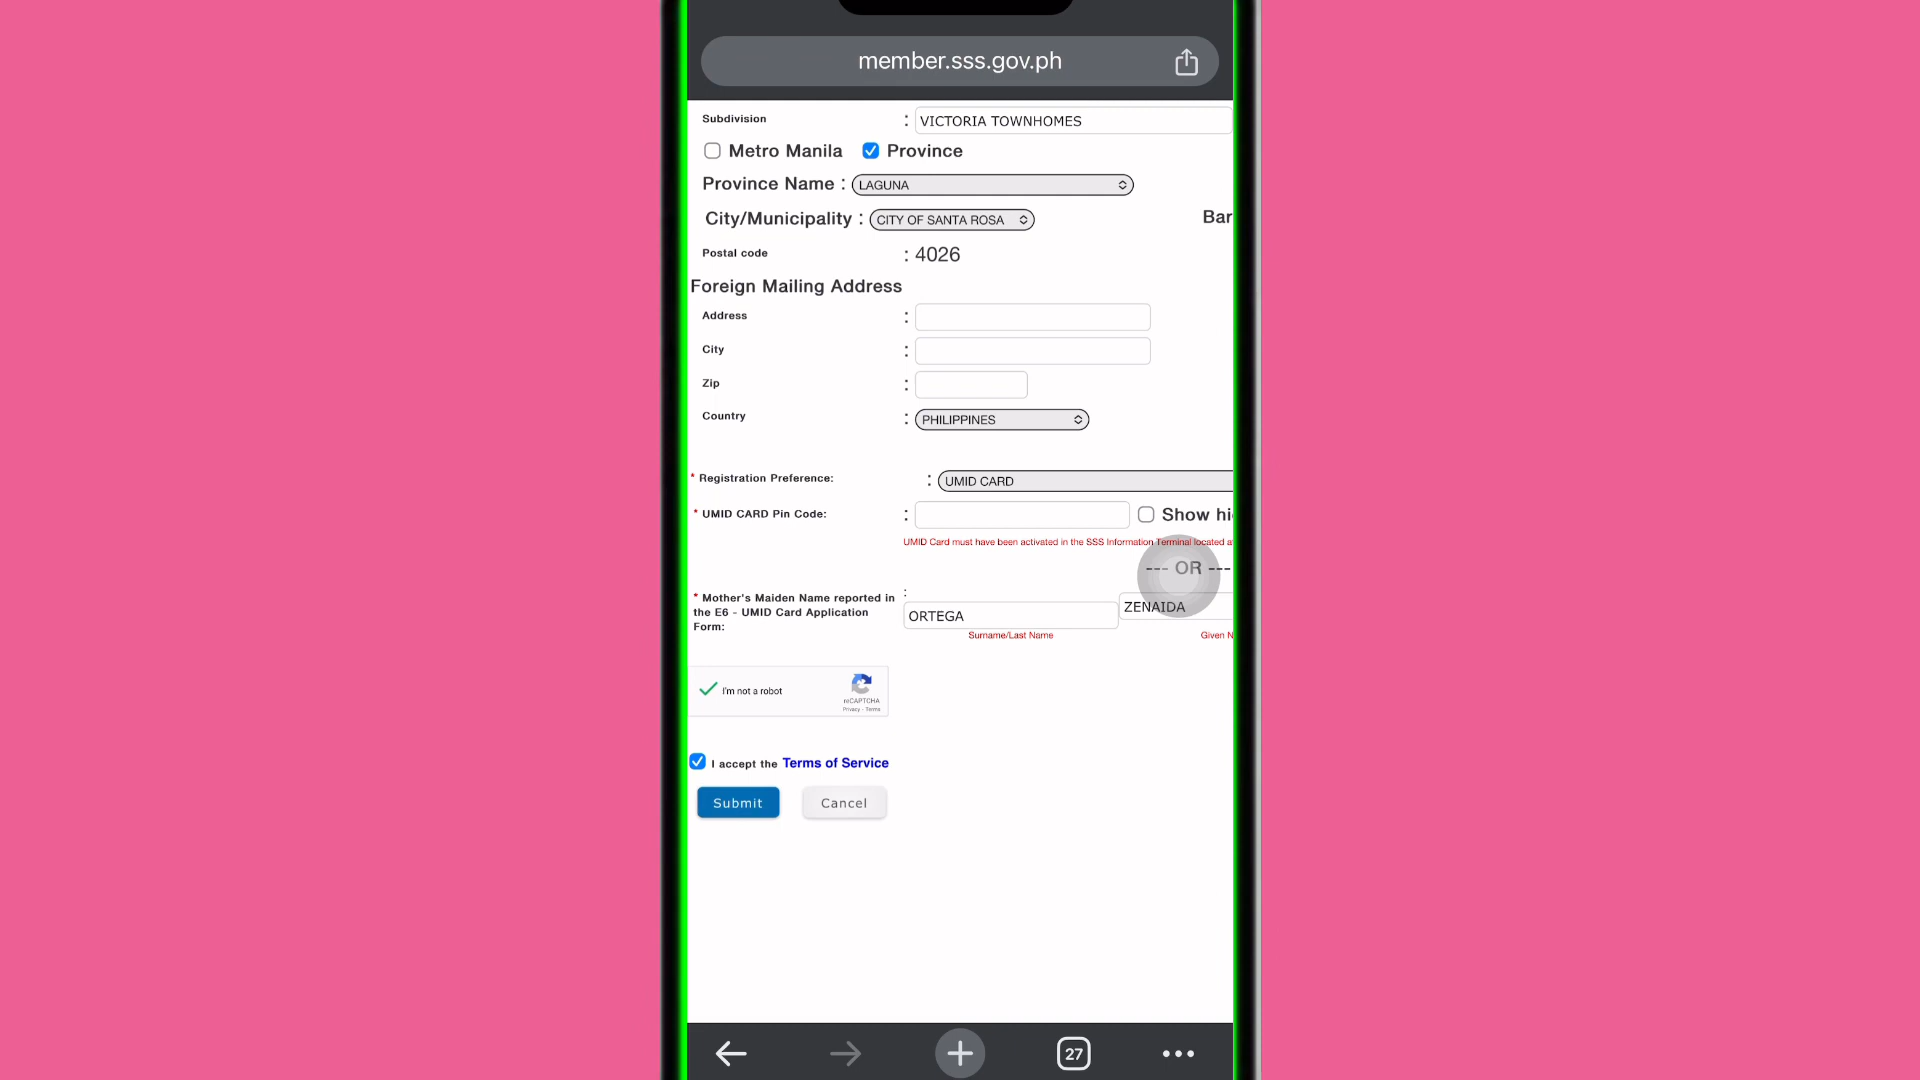 member.sss.gov.ph
Subdivision : VICTORIA TOWNHOMES
Metro Manila Province
Province Name : LAGUNA
City/Municipality : CITY OF SANTA ROSA Bar
Postal code : 4026
Foreign Mailing Address
Address :
City :
Zip :
Country : PHILIPPINES
* Registration Preference: : UMID CARD
* UMID CARD Pin Code: : Show hi
UMID Card must have been activated in the SSS Information Terminal located a
--- OR ---
* Mother's Maiden Name reported in :
the E6 - UMID Card Application
Form:
ORTEGA ZENAIDA
Surname/Last Name Given N
I'm not a robot
reCAPTCHA
Privacy - Terms
I accept the Terms of Service
Submit Cancel
27